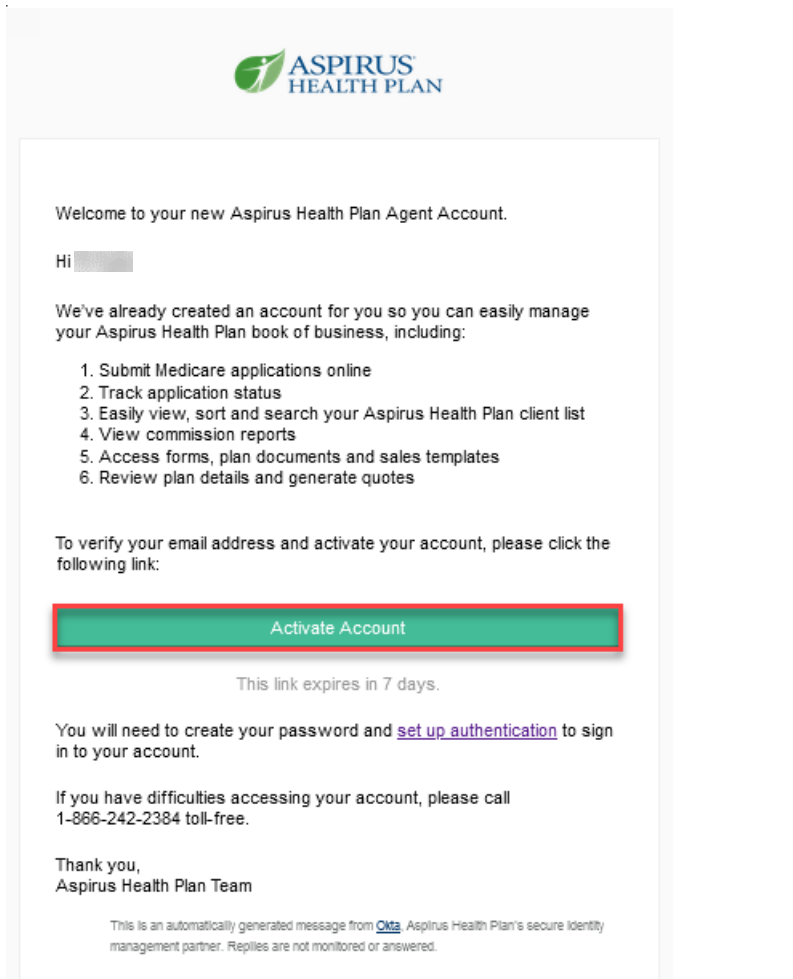 ASPIRUS
HEALTH PLAN
Welcome to your new Aspirus Health Plan Agent Account.
Hi
We've already created an account for you so you can easily manage
your Aspirus Health Plan book of business, including:
1. Submit Medicare applications online
2. Track application status
3. Easily view, sort and search your Aspirus Health Plan client list
4. View commission reports
5. Access forms, plan documents and sales templates
6. Review plan details and generate quotes
To verify your email address and activate your account, please click the
following link:
Activate Account
This link expires in 7 days.
You will need to create your password and set up authentication to sign
in to your account.
If you have difficulties accessing your account, please call
1-866-242-2384 toll-free.
Thank you,
Aspirus Health Plan Team
This is an automatically generated message from Okta, Aspirus Health Plan's secure identity
management partner. Replies are not monitored or answered.